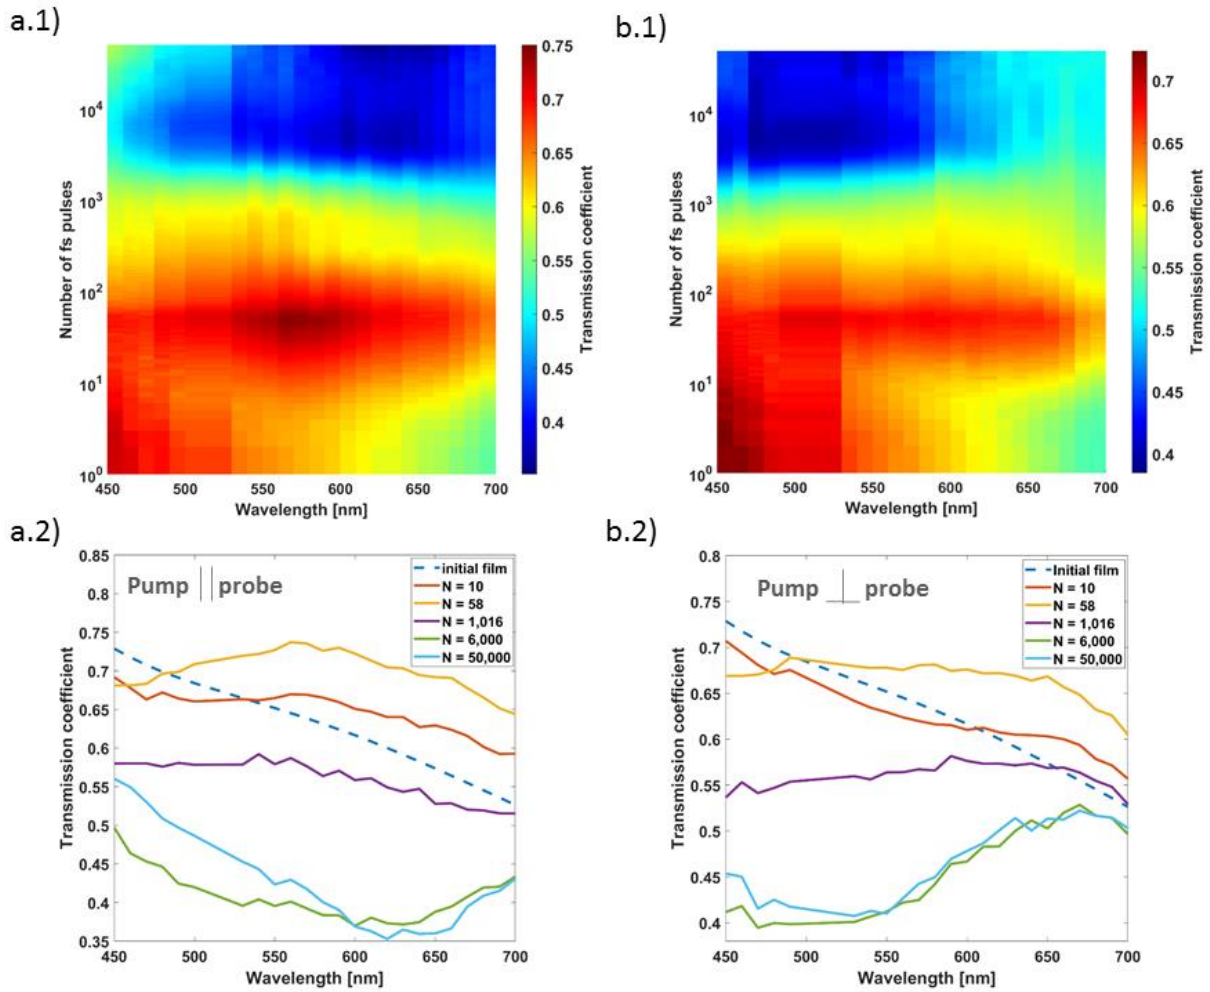 a.1)
b.1)
Number of fs pulses
10^4
10^3
10^2
10^1
10^0
450 500 550 600 650 700
Wavelength [nm]
0.75
0.7
0.65
0.6
0.55
0.5
0.45
0.4
Transmission coefficient
Number of fs pulses
10^4
10^3
10^2
10^1
10^0
450 500 550 600 650 700
Wavelength [nm]
0.7
0.65
0.6
0.55
0.5
0.45
0.4
Transmission coefficient
a.2)
b.2)
Transmission coefficient
0.85
0.8
0.75
0.7
0.65
0.6
0.55
0.5
0.45
0.4
0.35
450 500 550 600 650 700
Wavelength [nm]
Pump || probe
initial film
N = 10
N = 58
N = 1,016
N = 6,000
N = 50,000
Transmission coefficient
0.8
0.75
0.7
0.65
0.6
0.55
0.5
0.45
0.4
450 500 550 600 650 700
Wavelength [nm]
Pump ⊥ probe
Initial film
N = 10
N = 58
N = 1,016
N = 6,000
N = 50,000